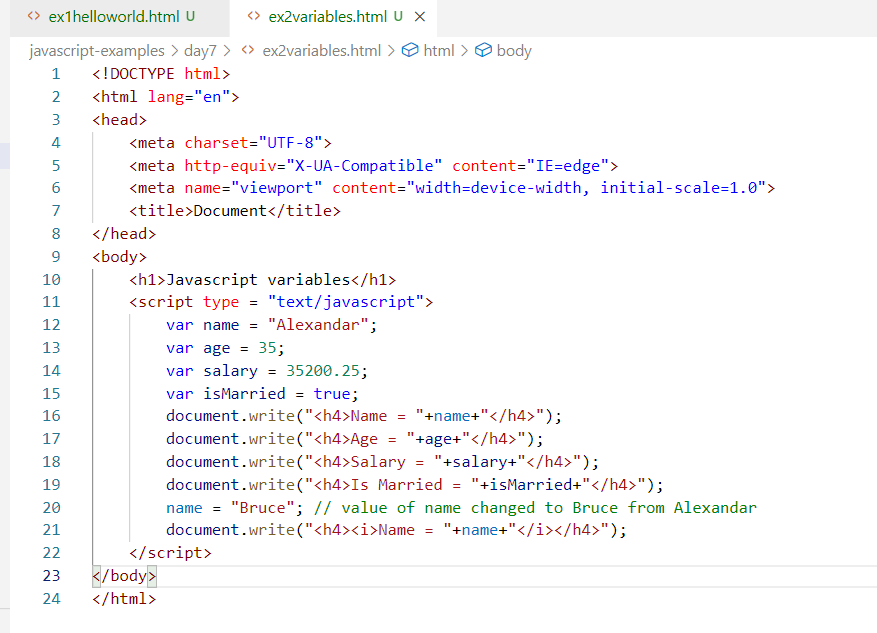 ex1helloworld.html U ex2variables.html U
javascript-examples > day7 > ex2variables.html > html > body
1 <!DOCTYPE html>
2 <html lang="en">
3 <head>
4     <meta charset="UTF-8">
5     <meta http-equiv="X-UA-Compatible" content="IE=edge">
6     <meta name="viewport" content="width=device-width, initial-scale=1.0">
7     <title>Document</title>
8 </head>
9 <body>
10     <h1>Javascript variables</h1>
11     <script type = "text/javascript">
12         var name = "Alexandar";
13         var age = 35;
14         var salary = 35200.25;
15         var isMarried = true;
16         document.write("<h4>Name = "+name+"</h4>");
17         document.write("<h4>Age = "+age+"</h4>");
18         document.write("<h4>Salary = "+salary+"</h4>");
19         document.write("<h4>Is Married = "+isMarried+"</h4>");
20         name = "Bruce"; // value of name changed to Bruce from Alexandar
21         document.write("<h4><i>Name = "+name+"</i></h4>");
22     </script>
23 </body>
24 </html>